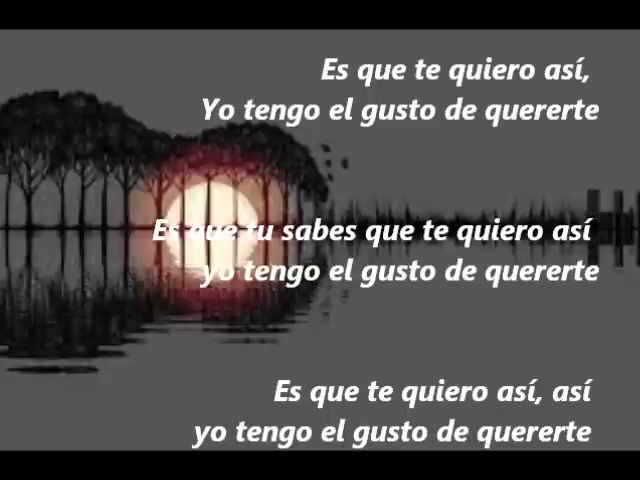 Es que te quiero así,
Yo tengo el gusto de quererte
Es que tu sabes que te quiero así
yo tengo el gusto de quererte
Es que te quiero así, así
yo tengo el gusto de quererte